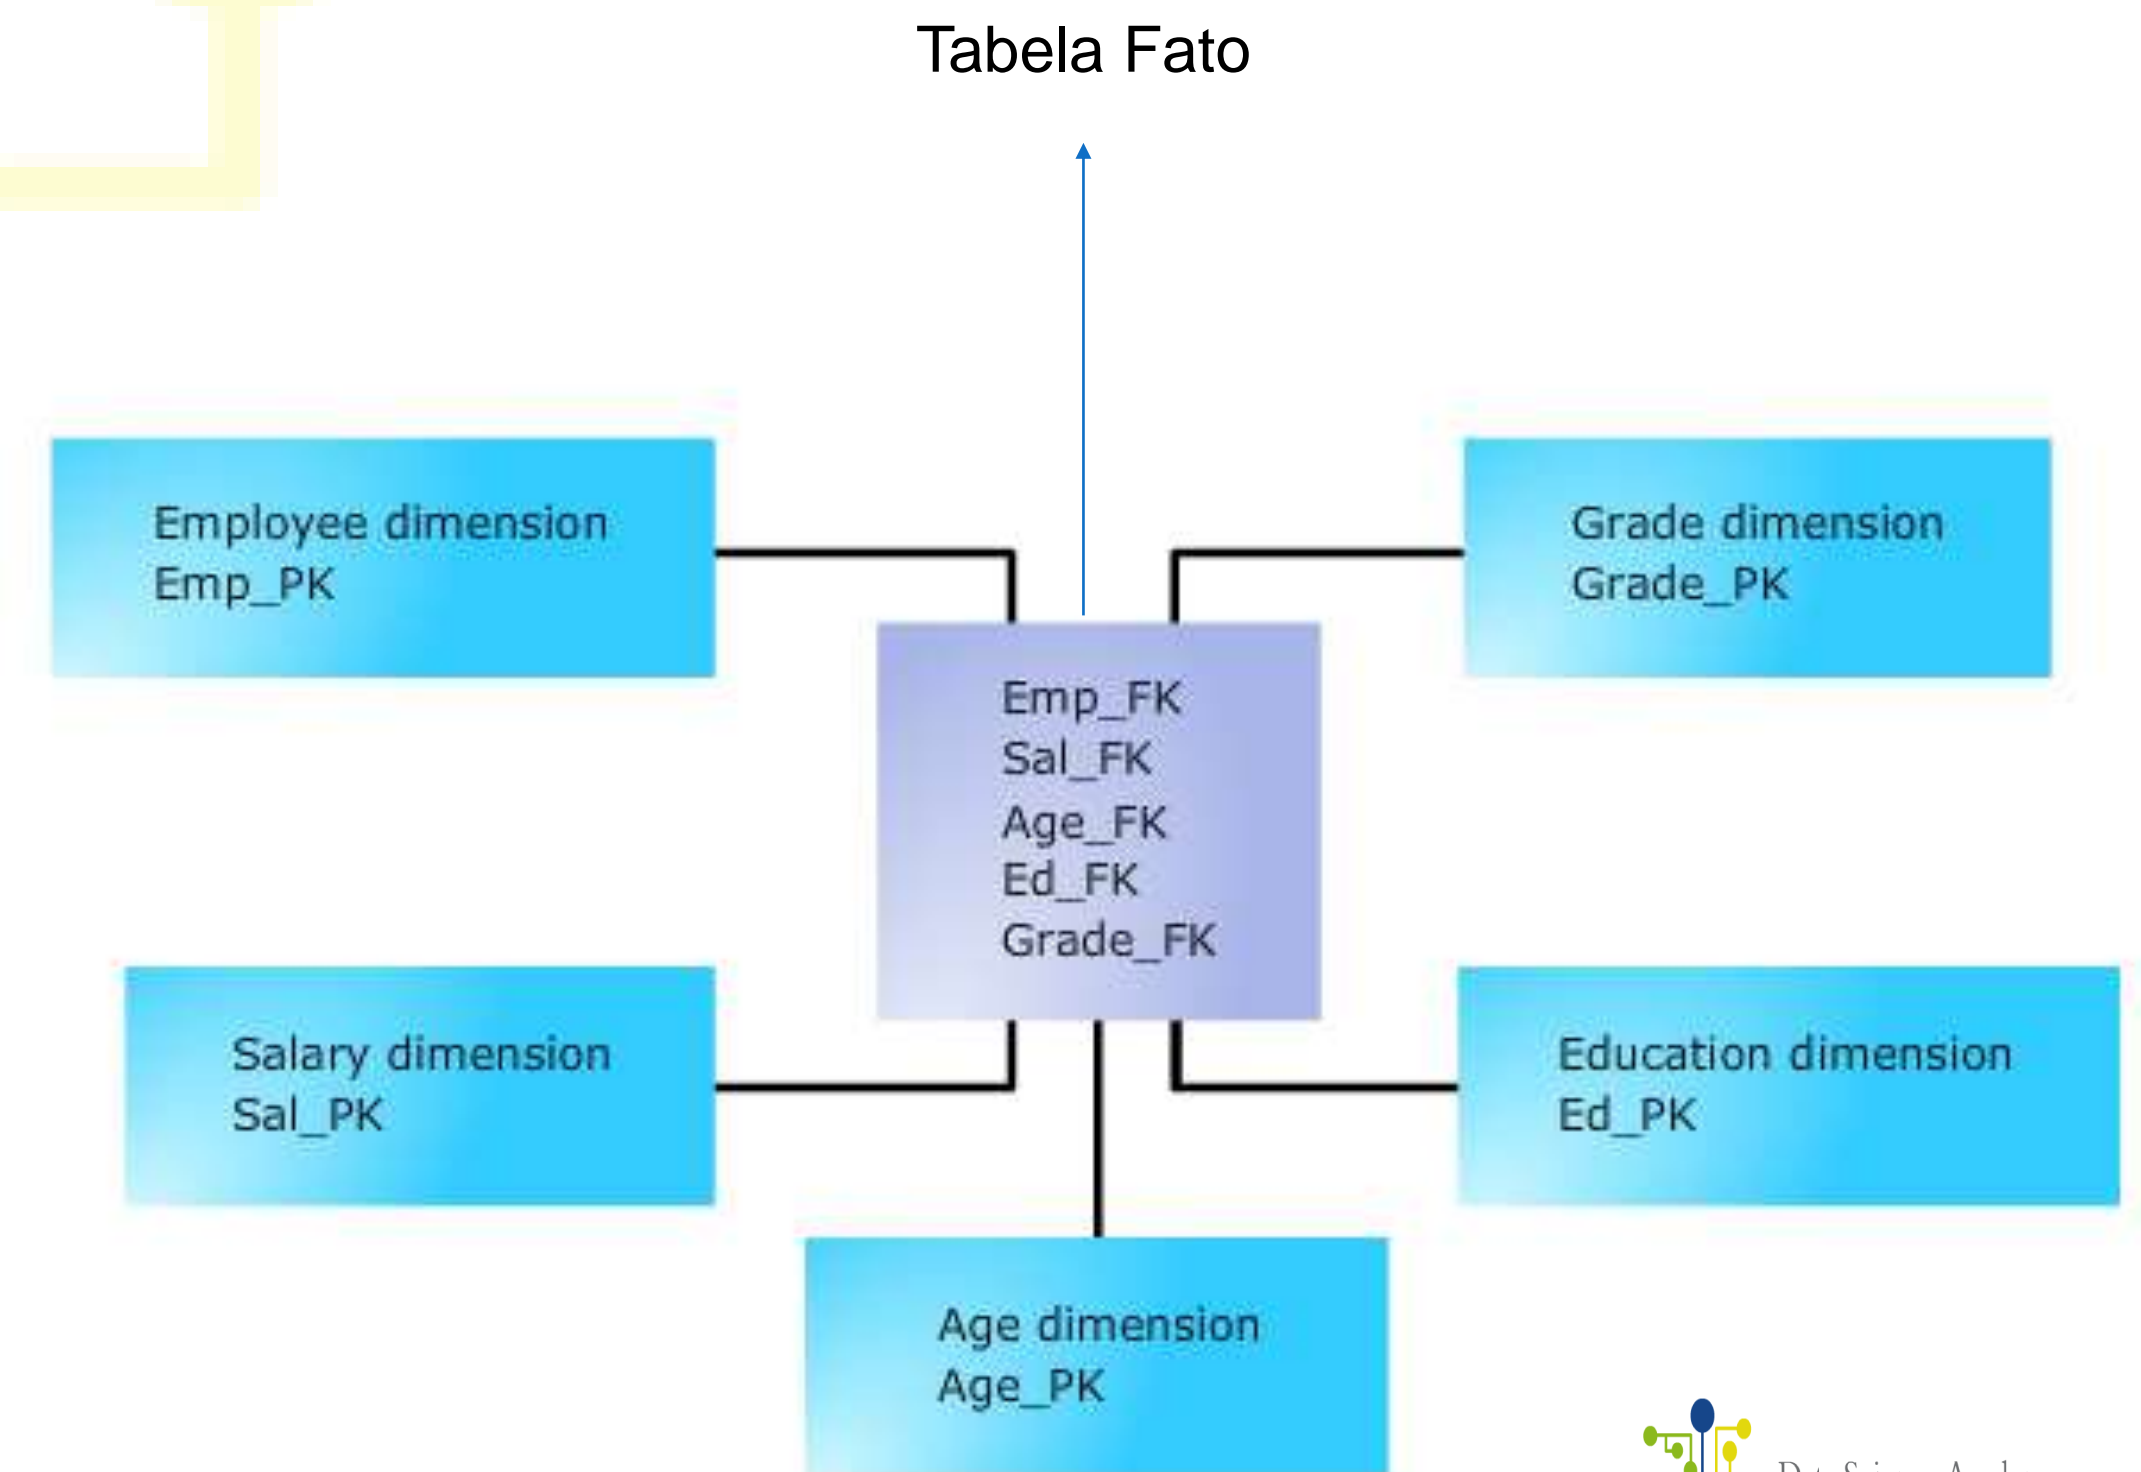 Tabela Fato
Employee dimension
Emp_PK
Grade dimension
Grade_PK
Emp_FK
Sal_FK
Age_FK
Ed_FK
Grade_FK
Salary dimension
Sal_PK
Education dimension
Ed_PK
Age dimension
Age_PK